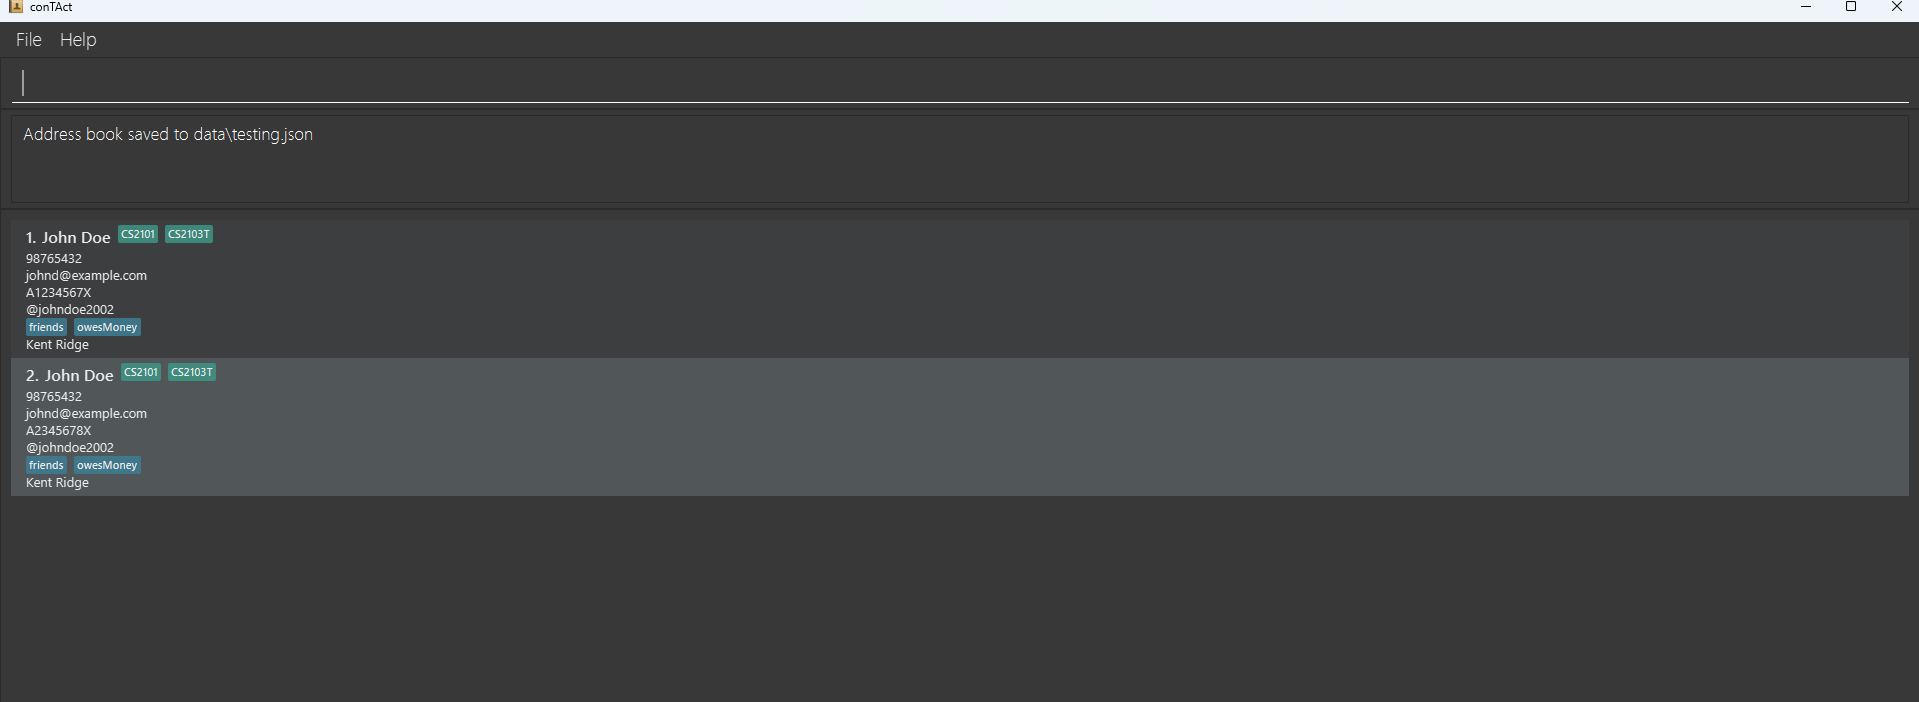 conTAct
File Help
Address book saved to data\testing.json
1. John Doe CS2101 CS2103T
98765432
johnd@example.com
A1234567X
@johndoe2002
friends owesMoney
Kent Ridge
2. John Doe CS2101 CS2103T
98765432
johnd@example.com
A2345678X
@johndoe2002
friends owesMoney
Kent Ridge